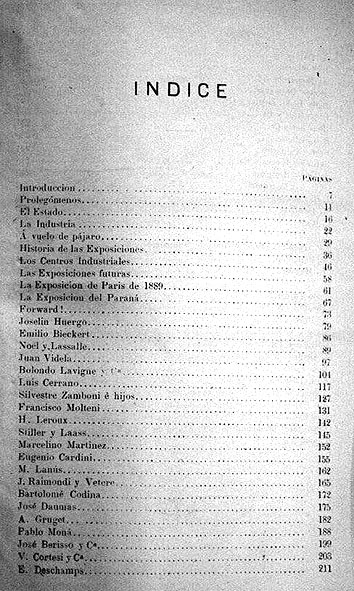 INDICE
PÁGINAS
Introduccion 7
Prolegómenos 11
El Estado 16
La Industria 22
Á vuelo de pájaro 29
Historia de las Exposiciones 36
Los Centros Industriales 46
Las Exposiciones futuras 58
La Exposicion de Paris de 1889 61
La Exposicion del Paraná 67
Forward! 73
Joselin Huergo 79
Emilio Bieckert 86
Noel y Lassalle 89
Juan Videla 97
Bolondo Lavigne y Cª 104
Luis Cerrano 117
Silvestre Zamboni é hijos 127
Francisco Molteni 131
H. Leroux 142
Stiller y Laass 145
Marcelino Martinez 152
Eugenio Cardini 155
M. Lanús 162
J. Raimondi y Vetere 165
Bartolomé Codina 172
José Daumas 175
A. Gruget 182
Pablo Mona 188
José Berisso y Cª 199
V. Cortesi y Cª 203
E. Deschamps 211